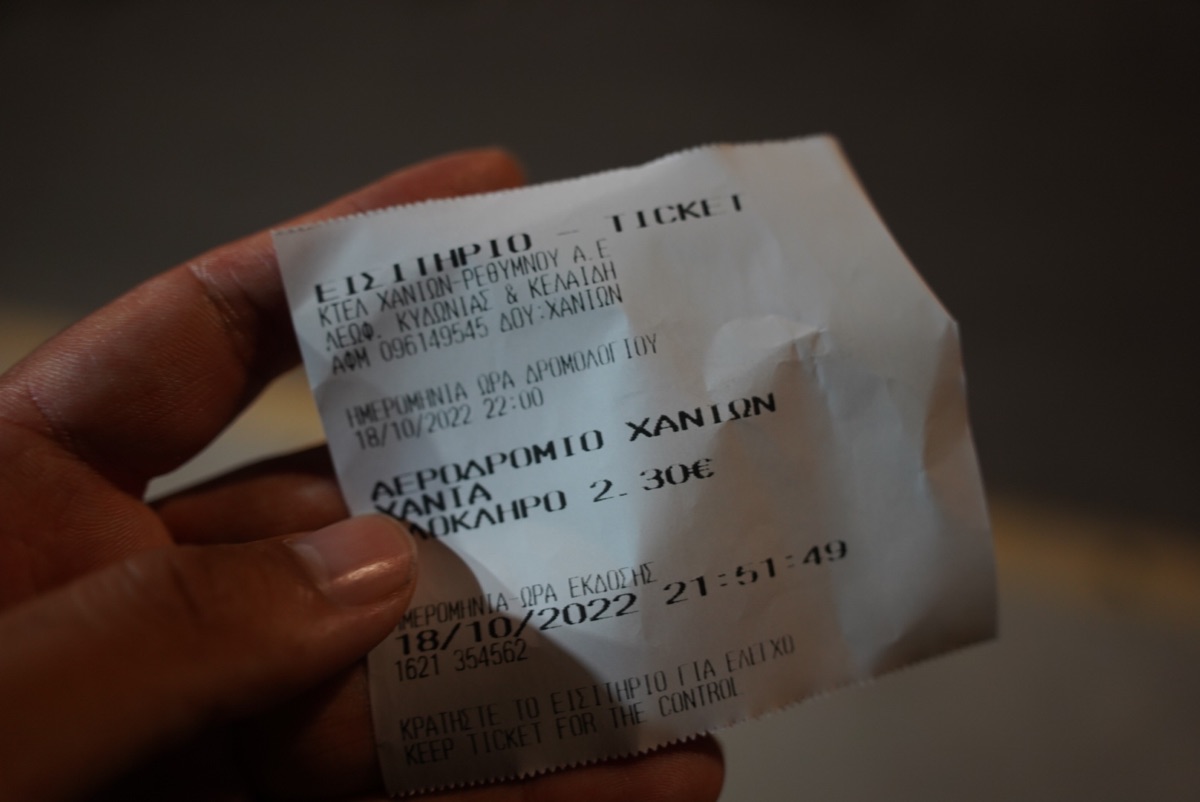 ΕΙΣΙΤΗΡΙΟ - TICKET
ΚΤΕΛ ΧΑΝΙΩΝ-ΡΕΘΥΜΝΟΥ Α.Ε
ΛΕΩΦ. ΚΥΔΩΝΙΑΣ & ΚΕΛΑΙΔΗ
ΑΦΜ 096149545 ΔΟΥ:ΧΑΝΙΩΝ
ΗΜΕΡΟΜΗΝΙΑ ΩΡΑ ΔΡΟΜΟΛΟΓΙΟΥ
18/10/2022 22:00
ΑΕΡΟΔΡΟΜΙΟ ΧΑΝΙΩΝ
ΧΑΝΙΑ
ΟΛΟΚΛΗΡΟ 2.30€
ΗΜΕΡΟΜΗΝΙΑ-ΩΡΑ ΕΚΔΟΣΗΣ
18/10/2022 21:51:49
1621 354562
ΚΡΑΤΗΣΤΕ ΤΟ ΕΙΣΙΤΗΡΙΟ ΓΙΑ ΕΛΕΓΧΟ
KEEP TICKET FOR THE CONTROL